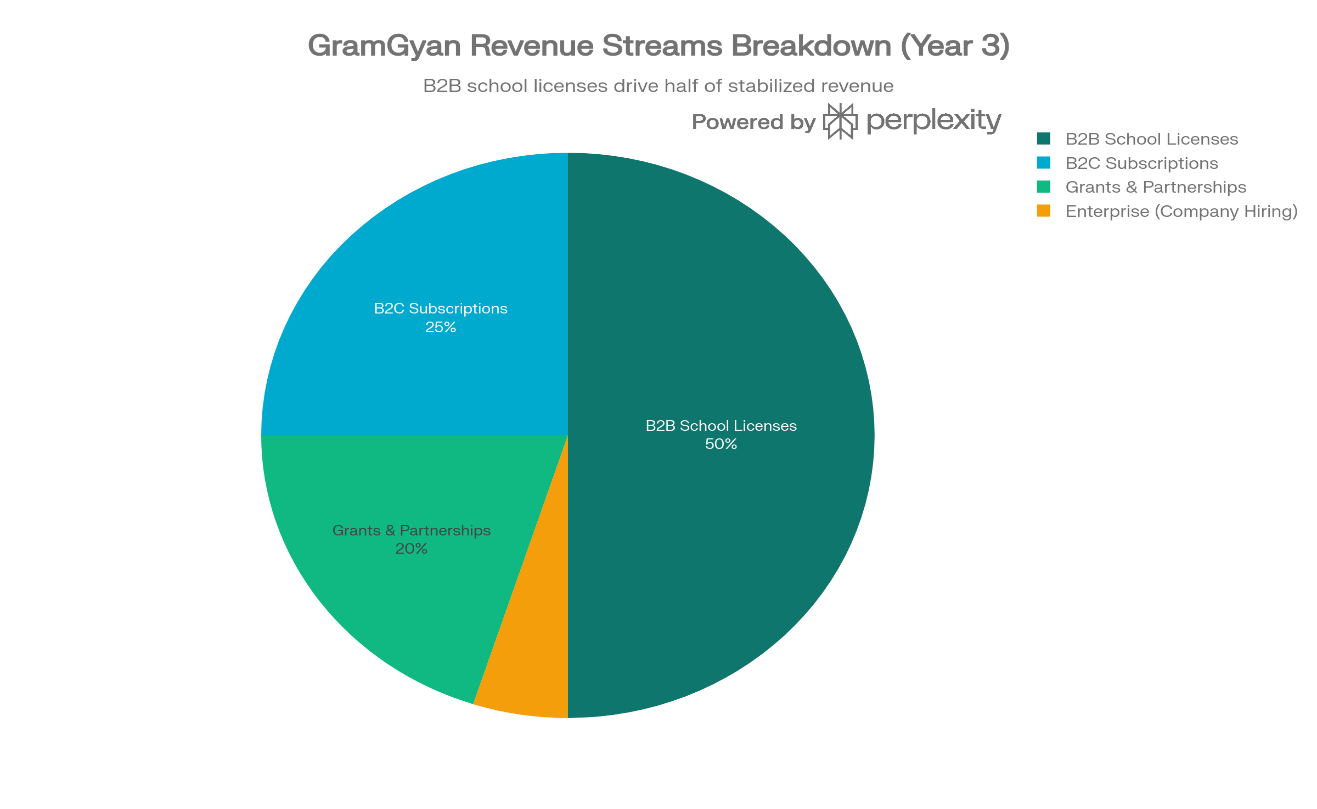 GramGyan Revenue Streams Breakdown (Year 3)
B2B school licenses drive half of stabilized revenue
Powered by perplexity
B2B School Licenses
B2C Subscriptions
Grants & Partnerships
Enterprise (Company Hiring)
B2C Subscriptions
25%
B2B School Licenses
50%
Grants & Partnerships
20%